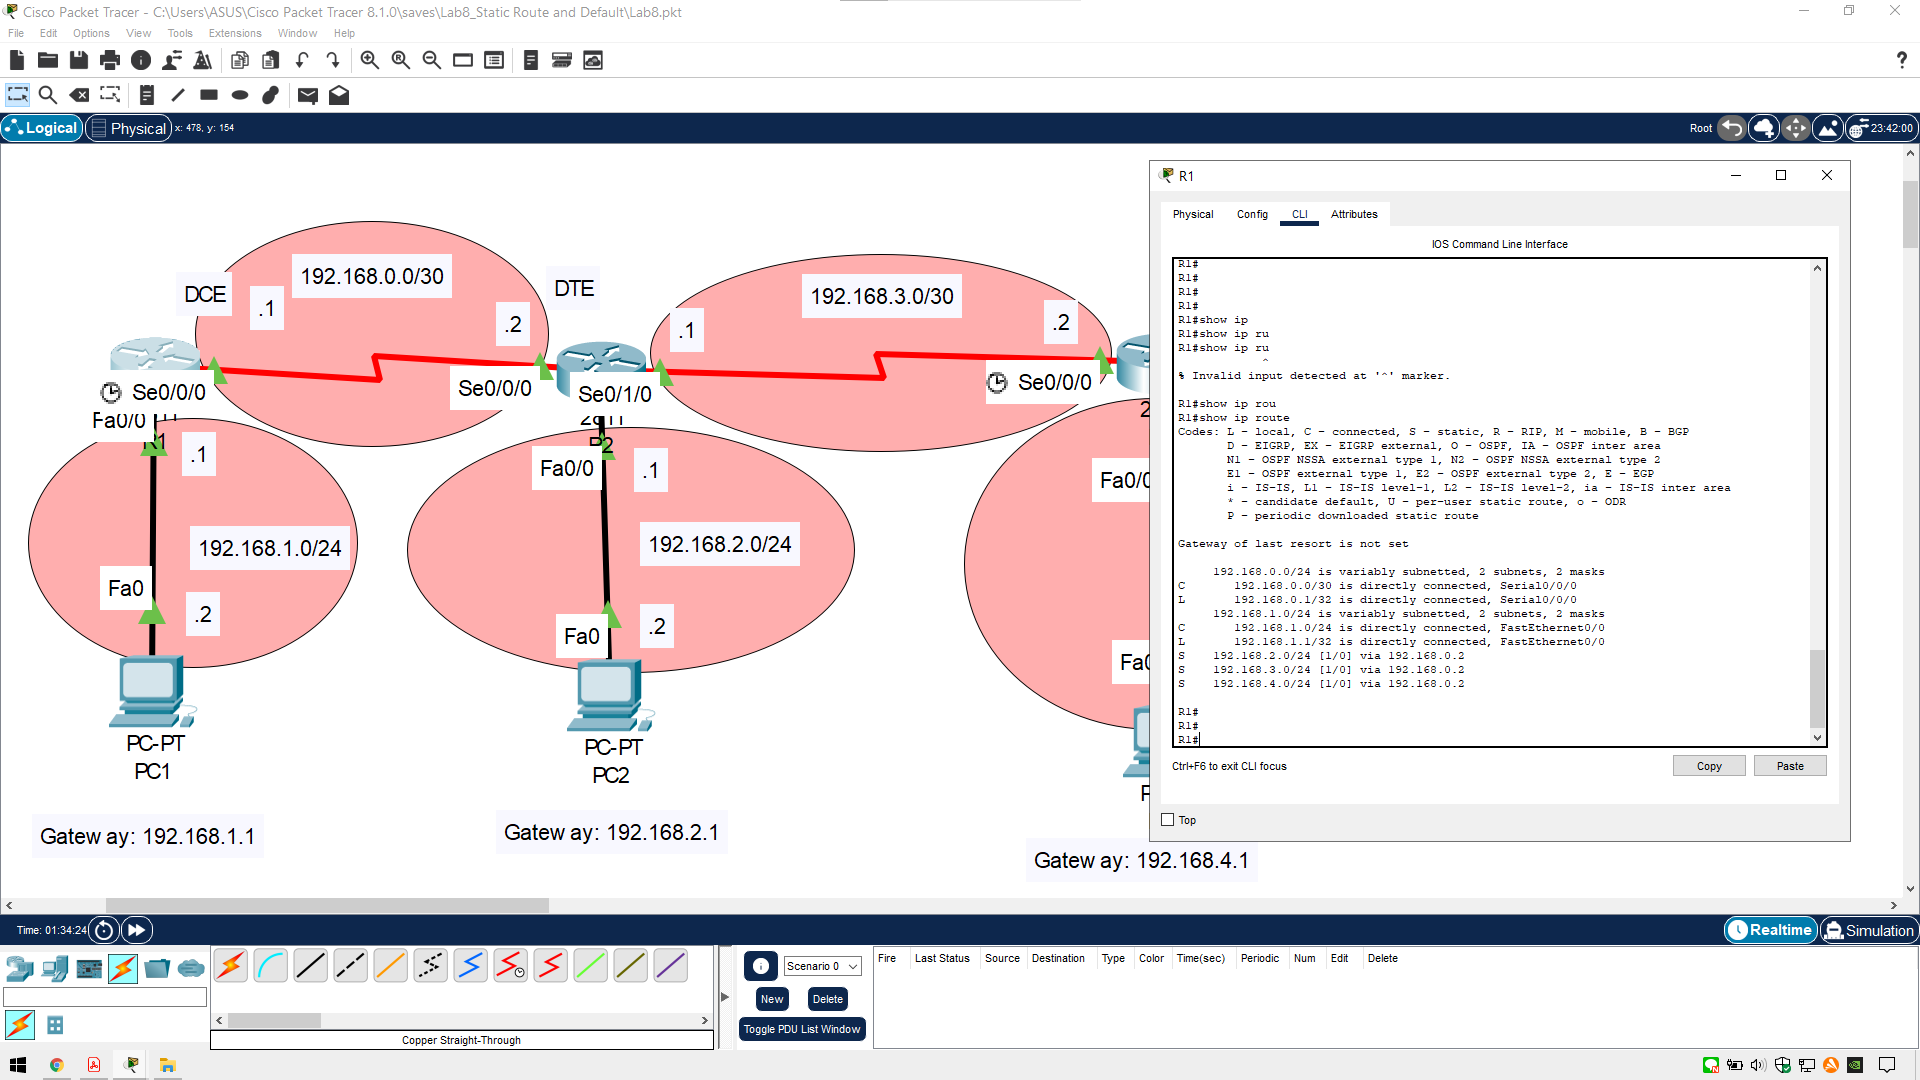 Cisco Packet Tracer - C:\Users\ASUS\Cisco Packet Tracer 8.1.0\saves\Lab8_Static Route and Default\Lab8.pkt
File Edit Options View Tools Extensions Window Help
Logical Physical x: 478, y: 154 Root 23:42:00
DCE
192.168.0.0/30
DTE
.1
.2
192.168.3.0/30
.1
.2
Se0/0/0
Se0/0/0
Se0/1/0
Se0/0/0
Fa0/0
R1
.1
R2
Fa0/0
.1
Fa0/0
192.168.1.0/24
192.168.2.0/24
Fa0
.2
Fa0
.2
PC-PT
PC1
PC-PT
PC2
Gatew ay: 192.168.1.1
Gatew ay: 192.168.2.1
Gatew ay: 192.168.4.1
R1
Physical Config CLI Attributes
IOS Command Line Interface
R1#
R1#
R1#
R1#
R1#show ip
R1#show ip ru
R1#show ip ru
^
% Invalid input detected at '^' marker.
R1#show ip rou
R1#show ip route
Codes: L - local, C - connected, S - static, R - RIP, M - mobile, B - BGP
D - EIGRP, EX - EIGRP external, O - OSPF, IA - OSPF inter area
N1 - OSPF NSSA external type 1, N2 - OSPF NSSA external type 2
E1 - OSPF external type 1, E2 - OSPF external type 2, E - EGP
i - IS-IS, L1 - IS-IS level-1, L2 - IS-IS level-2, ia - IS-IS inter area
* - candidate default, U - per-user static route, o - ODR
P - periodic downloaded static route
Gateway of last resort is not set
192.168.0.0/24 is variably subnetted, 2 subnets, 2 masks
C 192.168.0.0/30 is directly connected, Serial0/0/0
L 192.168.0.1/32 is directly connected, Serial0/0/0
192.168.1.0/24 is variably subnetted, 2 subnets, 2 masks
C 192.168.1.0/24 is directly connected, FastEthernet0/0
L 192.168.1.1/32 is directly connected, FastEthernet0/0
S 192.168.2.0/24 [1/0] via 192.168.0.2
S 192.168.3.0/24 [1/0] via 192.168.0.2
S 192.168.4.0/24 [1/0] via 192.168.0.2
R1#
R1#
R1#
Ctrl+F6 to exit CLI focus
Copy Paste
Top
Time: 01:34:24 Realtime Simulation
Scenario 0
New Delete
Toggle PDU List Window
Fire Last Status Source Destination Type Color Time(sec) Periodic Num Edit Delete
Copper Straight-Through